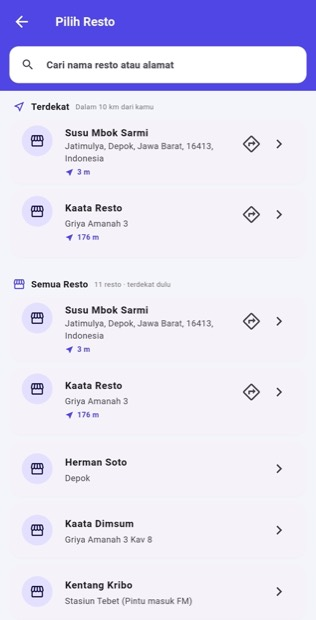 Pilih Resto
Cari nama resto atau alamat
Terdekat Dalam 10 km dari kamu
Susu Mbok Sarmi
Jatimulya, Depok, Jawa Barat, 16413,
Indonesia
3 m
Kaata Resto
Griya Amanah 3
176 m
Semua Resto 11 resto · terdekat dulu
Susu Mbok Sarmi
Jatimulya, Depok, Jawa Barat, 16413,
Indonesia
3 m
Kaata Resto
Griya Amanah 3
176 m
Herman Soto
Depok
Kaata Dimsum
Griya Amanah 3 Kav 8
Kentang Kribo
Stasiun Tebet (Pintu masuk FM)